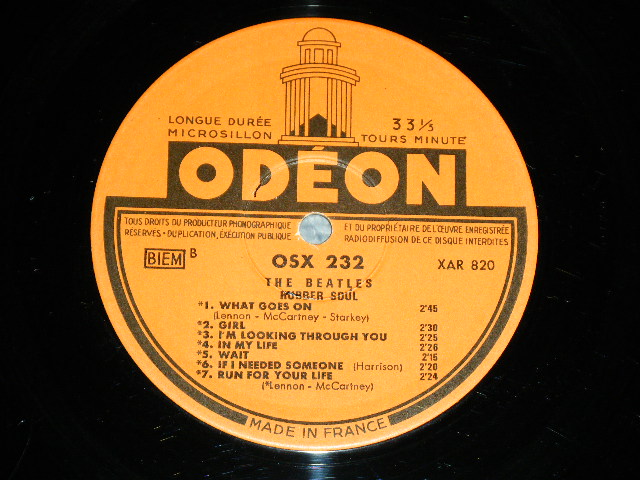 LONGUE DURÉE
MICROSILLON
33 1/3
TOURS MINUTE
ODÉON
TOUS DROITS DU PRODUCTEUR PHONOGRAPHIQUE
ET DU PROPRIÉTAIRE DE L'ŒUVRE ENREGISTRÉE
RÉSERVÉS - DUPLICATION, EXÉCUTION PUBLIQUE
RADIODIFFUSION DE CE DISQUE INTERDITES
BIEM B
OSX 232
XAR 820
THE BEATLES
RUBBER SOUL
*1. WHAT GOES ON 2'45
(Lennon - McCartney - Starkey)
*2. GIRL 2'30
*3. I'M LOOKING THROUGH YOU 2'25
*4. IN MY LIFE 2'26
*5. WAIT 2'15
*6. IF I NEEDED SOMEONE (Harrison) 2'20
*7. RUN FOR YOUR LIFE 2'24
(*Lennon - McCartney)
MADE IN FRANCE